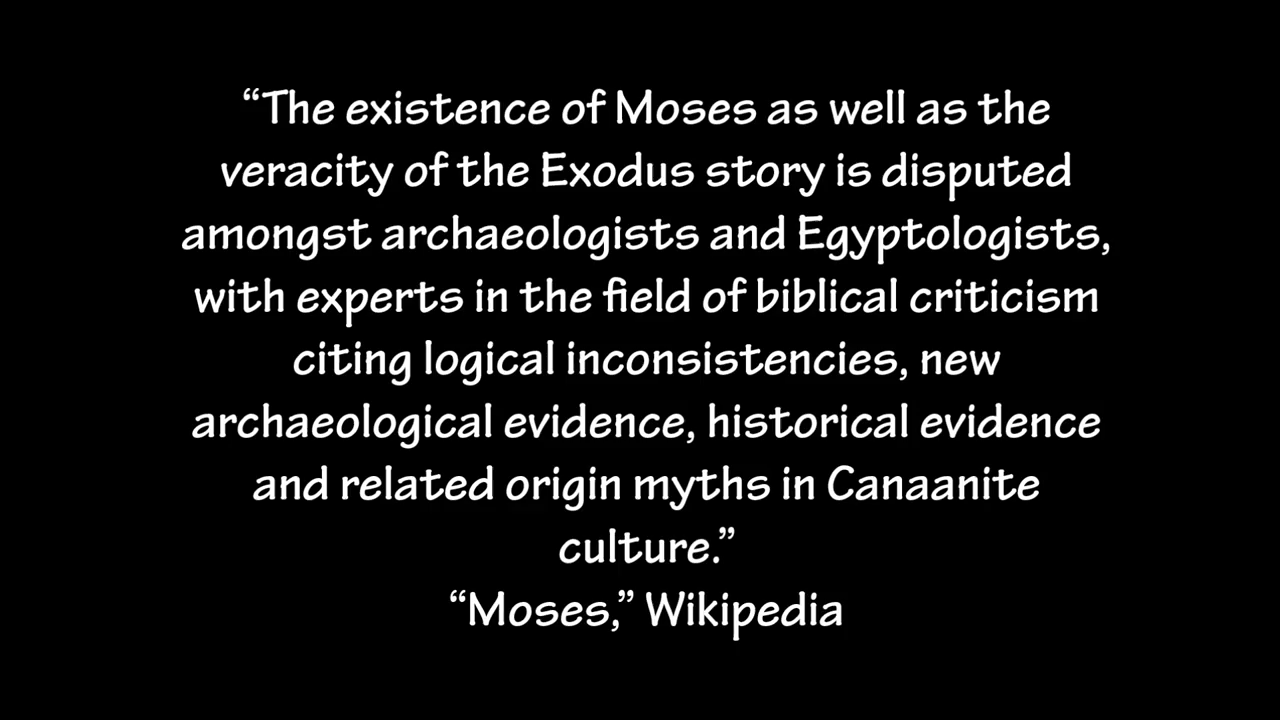 “The existence of Moses as well as the
veracity of the Exodus story is disputed
amongst archaeologists and Egyptologists,
with experts in the field of biblical criticism
citing logical inconsistencies, new
archaeological evidence, historical evidence
and related origin myths in Canaanite
culture.”
“Moses,” Wikipedia